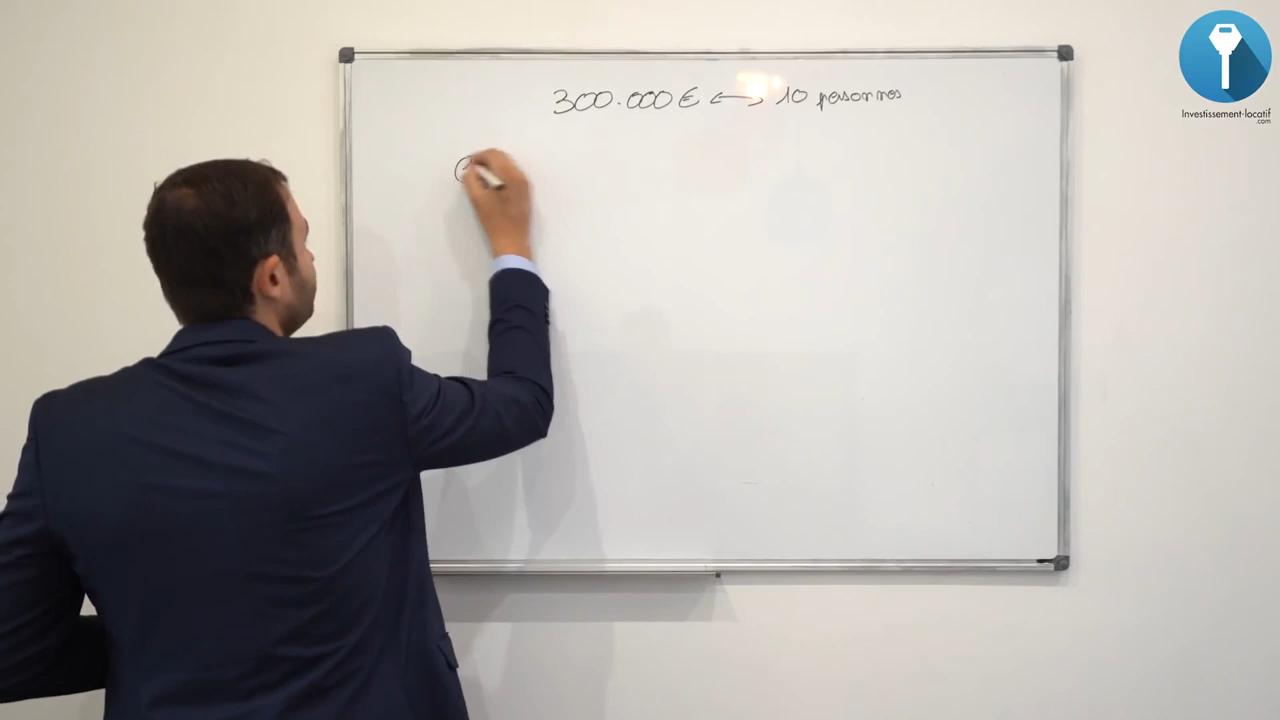 300.000 € ↔ 10 personnes
Investissement-locatif
.com